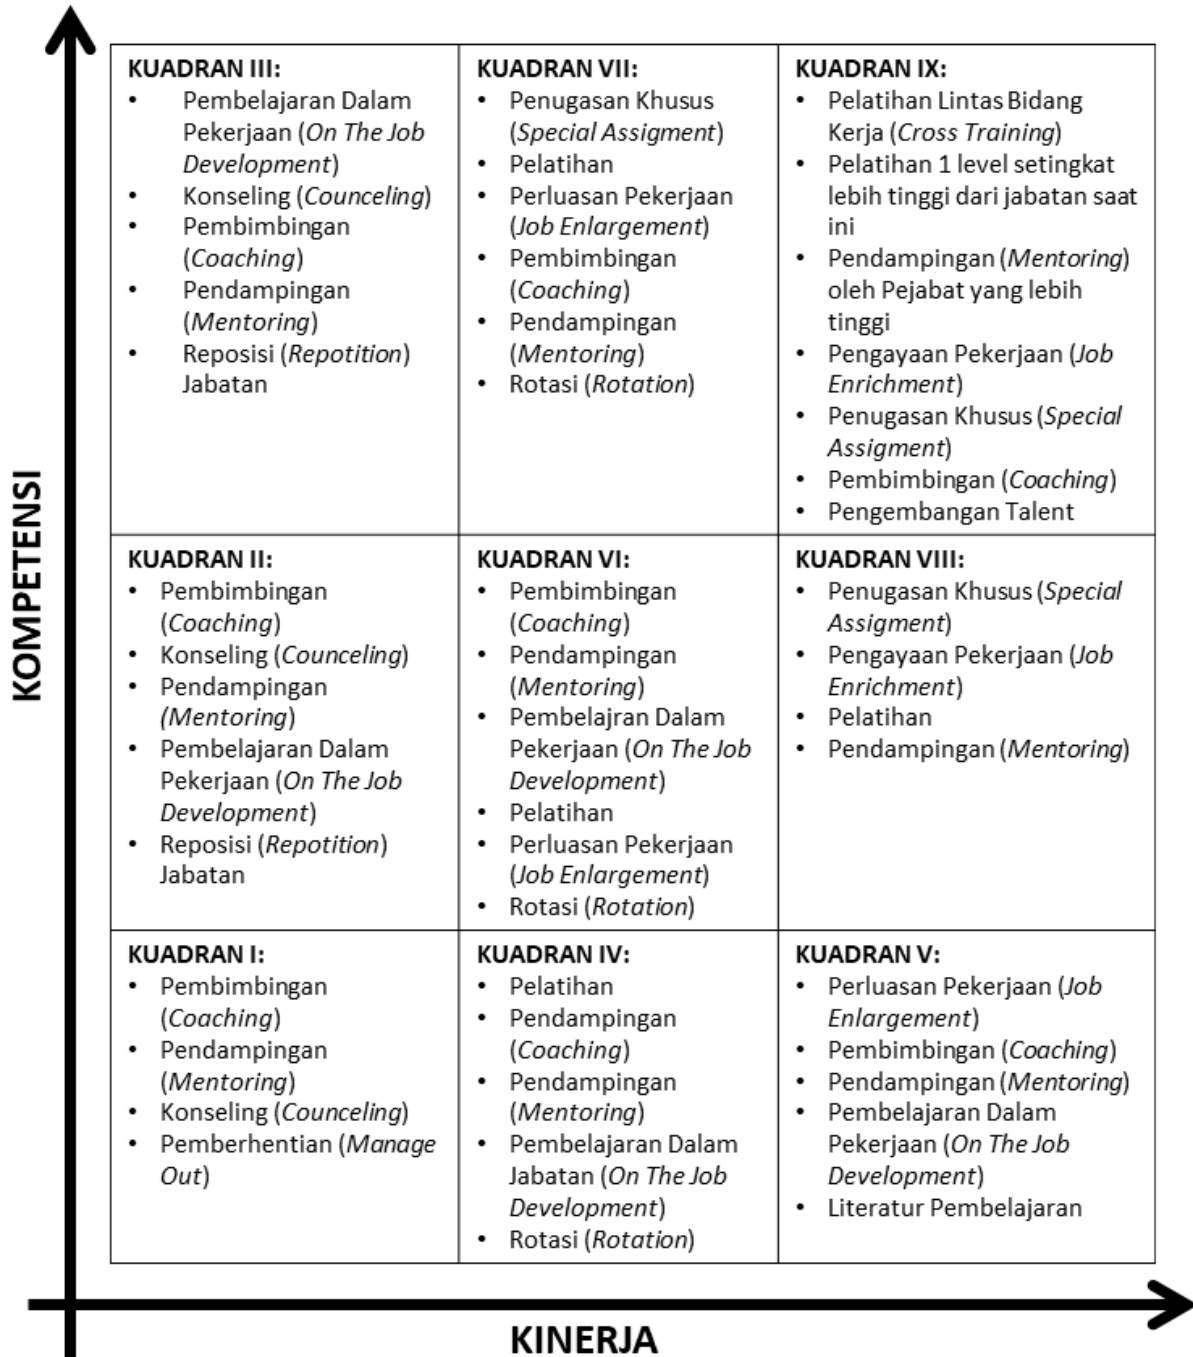 KOMPETENSI
KUADRAN III:
• Pembelajaran Dalam
Pekerjaan (On The Job
Development)
• Konseling (Counceling)
• Pembimbingan
(Coaching)
• Pendampingan
(Mentoring)
• Reposisi (Repotition)
Jabatan
KUADRAN VII:
• Penugasan Khusus
(Special Assigment)
• Pelatihan
• Perluasan Pekerjaan
(Job Enlargement)
• Pembimbingan
(Coaching)
• Pendampingan
(Mentoring)
• Rotasi (Rotation)
KUADRAN IX:
• Pelatihan Lintas Bidang
Kerja (Cross Training)
• Pelatihan 1 level setingkat
lebih tinggi dari jabatan saat
ini
• Pendampingan (Mentoring)
oleh Pejabat yang lebih
tinggi
• Pengayaan Pekerjaan (Job
Enrichment)
• Penugasan Khusus (Special
Assigment)
• Pembimbingan (Coaching)
• Pengembangan Talent
KUADRAN II:
• Pembimbingan
(Coaching)
• Konseling (Counceling)
• Pendampingan
(Mentoring)
• Pembelajaran Dalam
Pekerjaan (On The Job
Development)
• Reposisi (Repotition)
Jabatan
KUADRAN VI:
• Pembimbingan
(Coaching)
• Pendampingan
(Mentoring)
• Pembelajran Dalam
Pekerjaan (On The Job
Development)
• Pelatihan
• Perluasan Pekerjaan
(Job Enlargement)
• Rotasi (Rotation)
KUADRAN VIII:
• Penugasan Khusus (Special
Assigment)
• Pengayaan Pekerjaan (Job
Enrichment)
• Pelatihan
• Pendampingan (Mentoring)
KUADRAN I:
• Pembimbingan
(Coaching)
• Pendampingan
(Mentoring)
• Konseling (Counceling)
• Pemberhentian (Manage
Out)
KUADRAN IV:
• Pelatihan
• Pendampingan
(Coaching)
• Pendampingan
(Mentoring)
• Pembelajaran Dalam
Jabatan (On The Job
Development)
• Rotasi (Rotation)
KUADRAN V:
• Perluasan Pekerjaan (Job
Enlargement)
• Pembimbingan (Coaching)
• Pendampingan (Mentoring)
• Pembelajaran Dalam
Pekerjaan (On The Job
Development)
• Literatur Pembelajaran
KINERJA